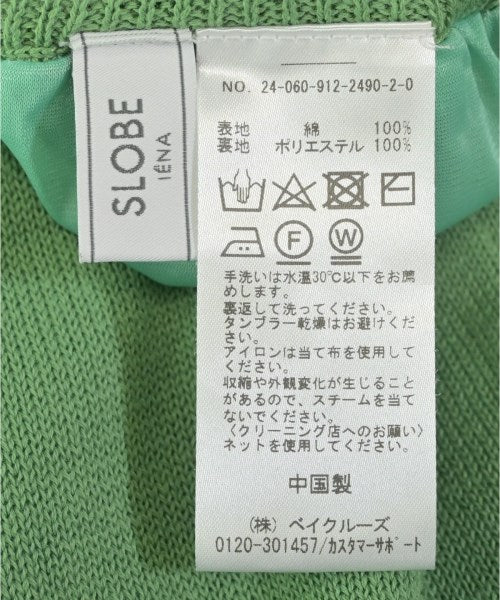 SLOBE
IÉNA
NO. 24-060-912-2490-2-0
表地 綿 100%
裏地 ポリエステル 100%
F
W
手洗いは水温30℃以下をお薦
めします。
裏返して洗ってください。
タンブラー乾燥はお避けくださ
い。
アイロンは当て布を使用して
ください。
収縮や外観変化が生じること
があるので、スチームを当て
ないでください。
〈クリーニング店へのお願い〉
ネットを使用してください。
中国製
(株) ベイクルーズ
0120-301457/カスタマーサポート